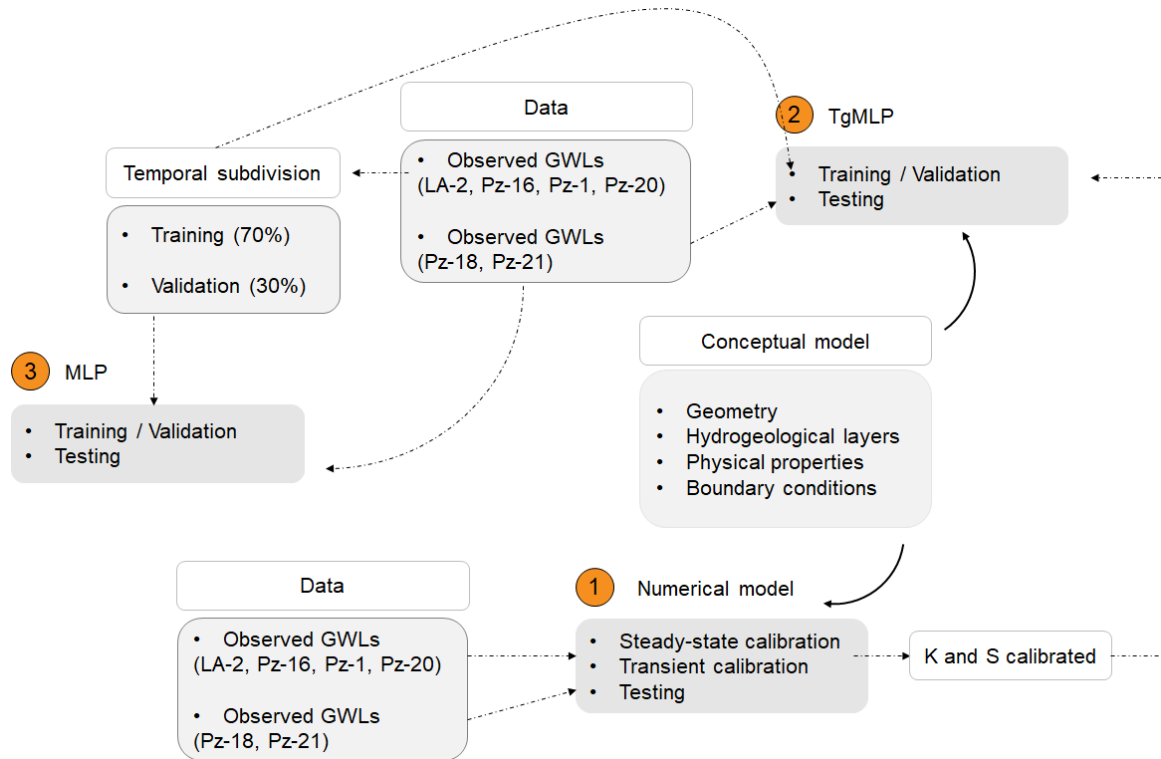 Data
2 TgMLP
Temporal subdivision
• Observed GWLs
(LA-2, Pz-16, Pz-1, Pz-20)
• Observed GWLs
(Pz-18, Pz-21)
• Training / Validation
• Testing
• Training (70%)
• Validation (30%)
Conceptual model
• Geometry
• Hydrogeological layers
• Physical properties
• Boundary conditions
3 MLP
• Training / Validation
• Testing
Data
• Observed GWLs
(LA-2, Pz-16, Pz-1, Pz-20)
• Observed GWLs
(Pz-18, Pz-21)
1 Numerical model
• Steady-state calibration
• Transient calibration
• Testing
K and S calibrated